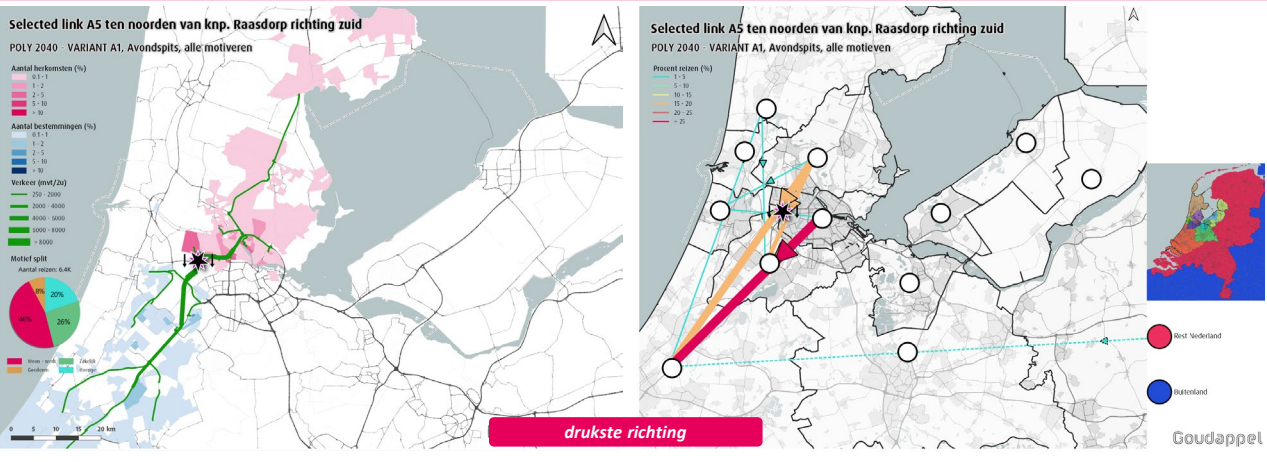 Selected link A5 ten noorden van knp. Raasdorp richting zuid
POLY 2040 - VARIANT A1, Avondspits, alle motiveren
Aantal herkomsten (%)
0.1 - 1
1 - 2
2 - 5
5 - 10
> 10
Aantal bestemmingen (%)
0.1 - 1
1 - 2
2 - 5
5 - 10
> 10
Verkeer (mvt/2u)
250 - 2000
2000 - 4000
4000 - 6000
6000 - 8000
> 8000
Motief split
Aantal reizen: 6.4K
8%
20%
46%
26%
Woon - werk
Zakelijk
Goederen
Overige
0 5 10 15 20 km
Selected link A5 ten noorden van knp. Raasdorp richting zuid
POLY 2040 - VARIANT A1, Avondspits, alle motieven
Procent reizen (%)
1 - 5
5 - 10
10 - 15
15 - 20
20 - 25
> 25
Rest Nederland
Buitenland
drukste richting
Goudappel